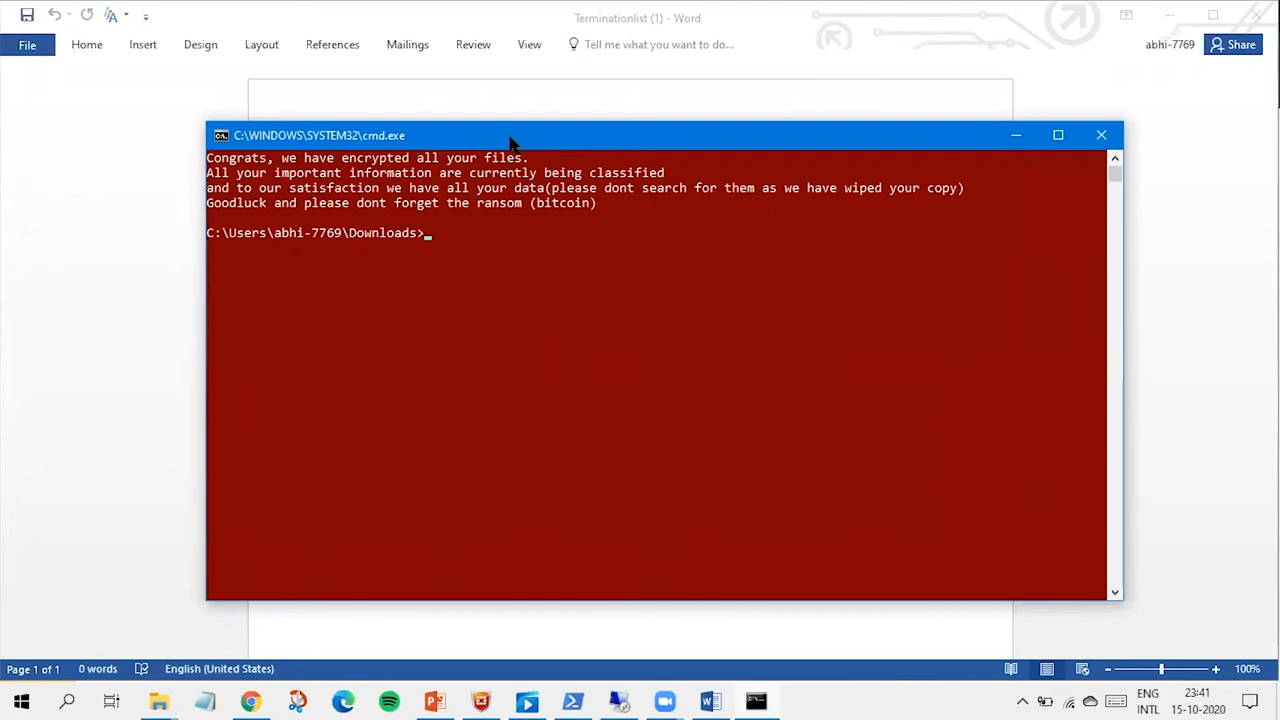 Terminationlist (1) - Word
File Home Insert Design Layout References Mailings Review View Tell me what you want to do... abhi-7769 Share
C:\WINDOWS\SYSTEM32\cmd.exe
Congrats, we have encrypted all your files.
All your important information are currently being classified
and to our satisfaction we have all your data(please dont search for them as we have wiped your copy)
Goodluck and please dont forget the ransom (bitcoin)
C:\Users\abhi-7769\Downloads>
Page 1 of 1 0 words English (United States) 100%
ENG 23:41
INTL 15-10-2020